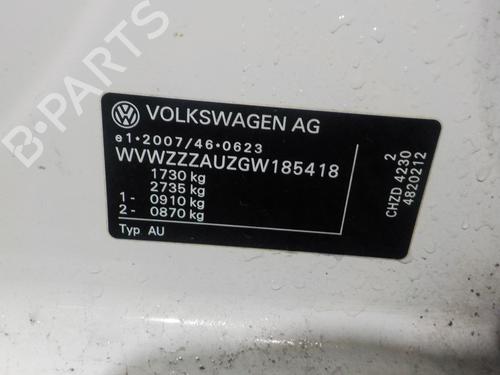 VOLKSWAGEN AG
e1*2007/46*0623
WVWZZZAUZGW185418
1730 kg
2735 kg
1- 0910 kg
2- 0870 kg
Typ AU
2
CHZD 4230
4820212
B-PARTS